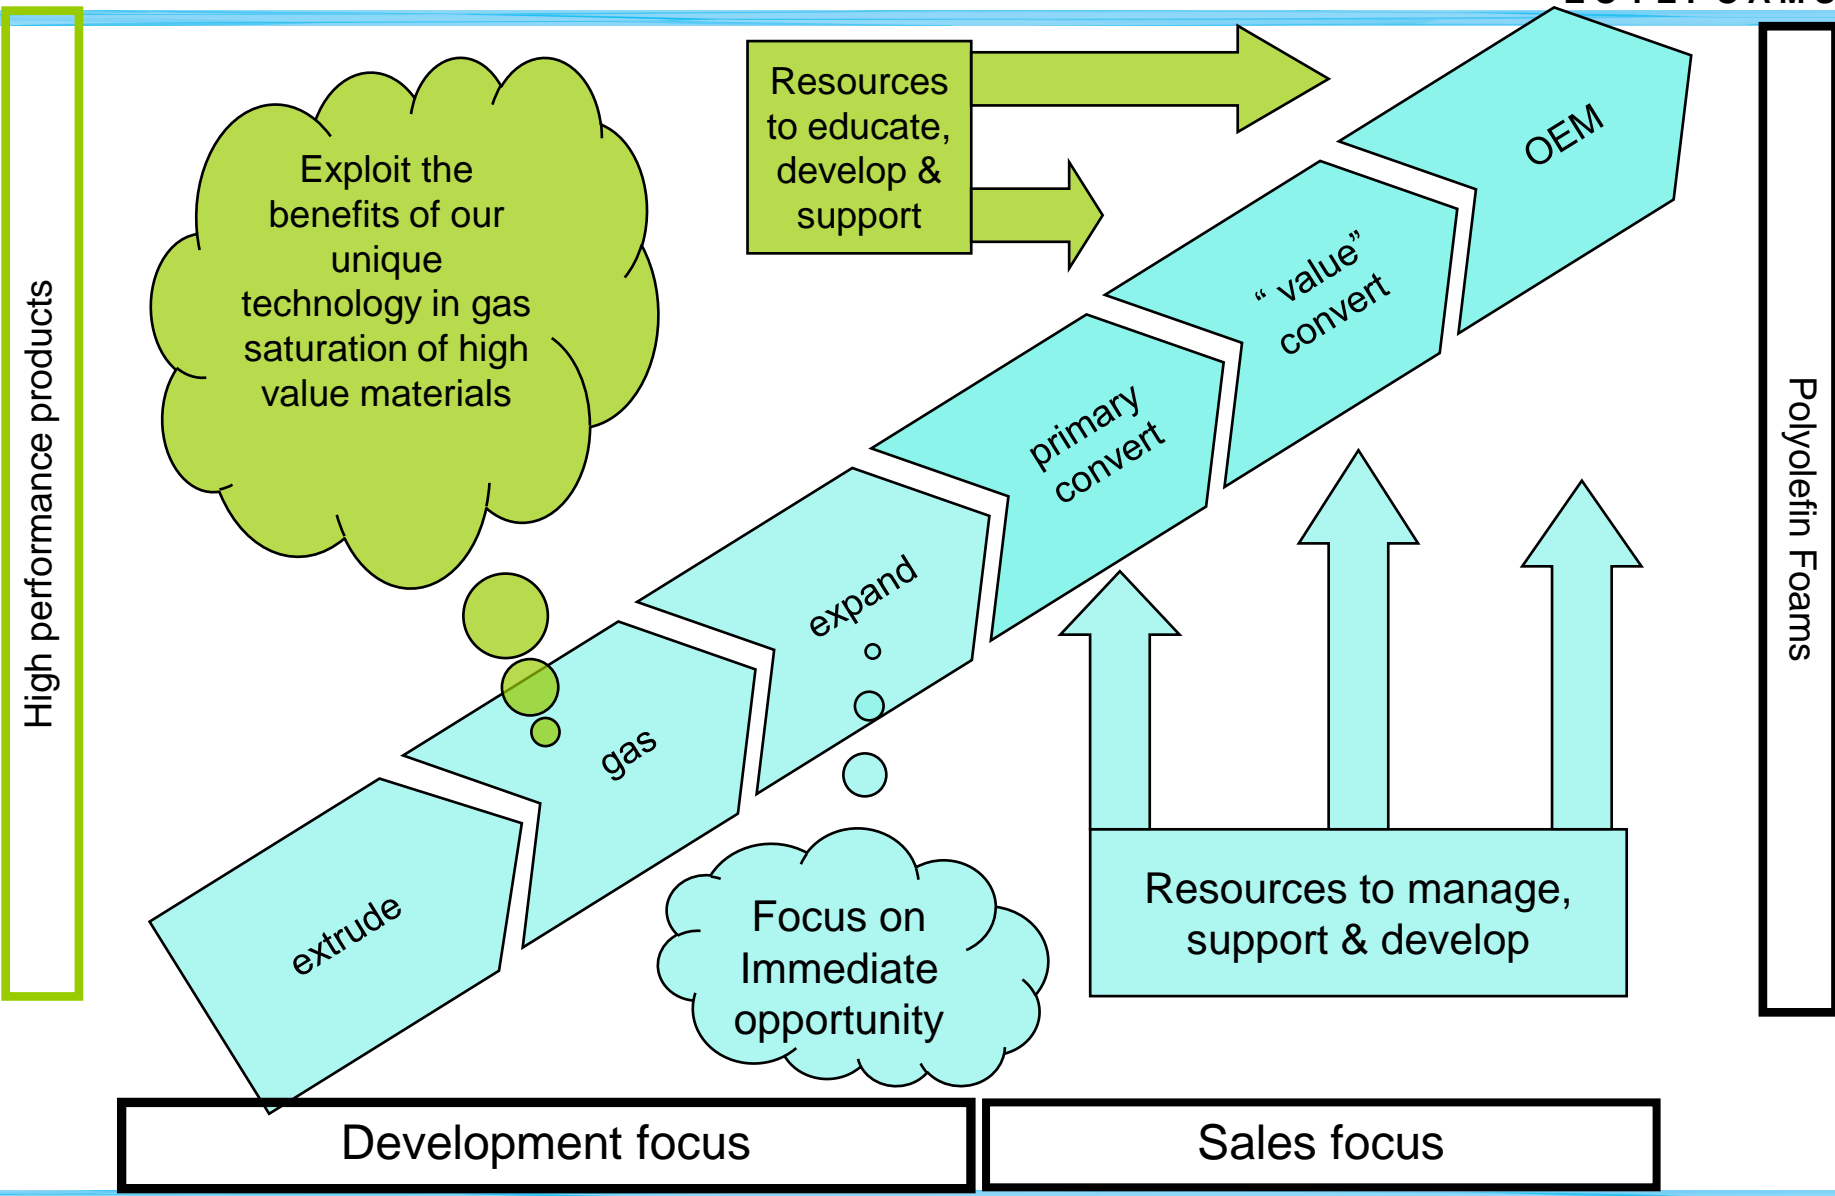 High performance products
Exploit the
benefits of our
unique
technology in gas
saturation of high
value materials
Resources
to educate,
develop &
support
OEM
“ value”
convert
primary
convert
expand
gas
extrude
Focus on
Immediate
opportunity
Resources to manage,
support & develop
Polyolefin Foams
Development focus
Sales focus